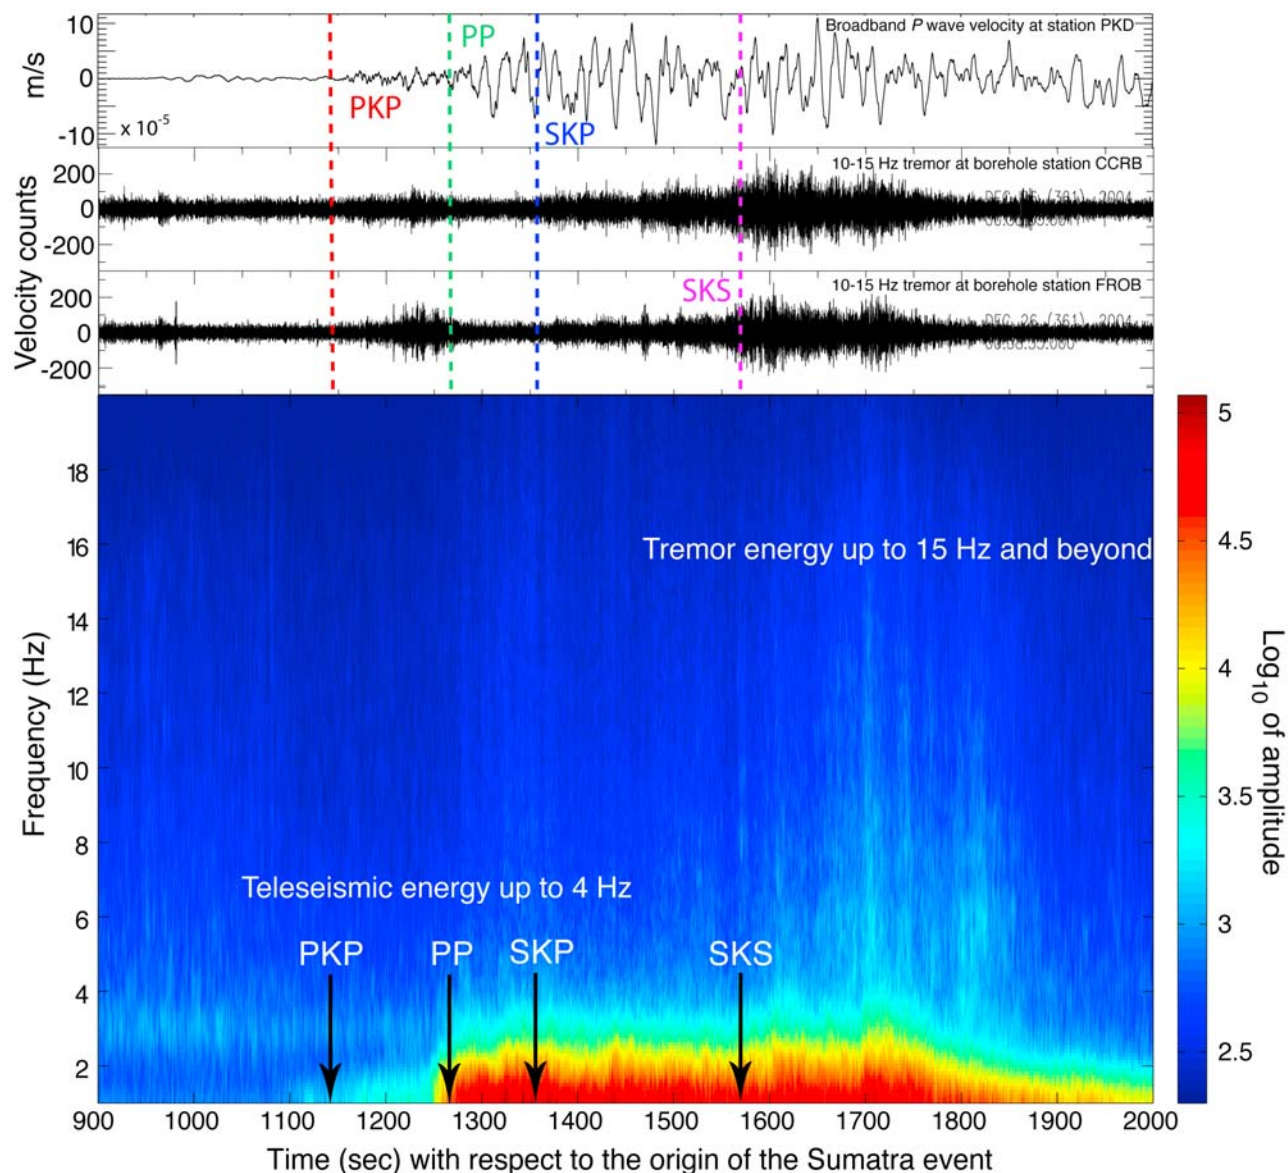 Broadband P wave velocity at station PKD
10
0
-10
m/s
x 10-5
PKP
PP
SKP
10-15 Hz tremor at borehole station CCRB
200
0
-200
Velocity counts
10-15 Hz tremor at borehole station FROB
DEC 26 (361), 2004
200
0
-200
SKS
Tremor energy up to 15 Hz and beyond
Teleseismic energy up to 4 Hz
PKP PP SKP SKS
18
16
14
12
10
8
6
4
2
Frequency (Hz)
900 1000 1100 1200 1300 1400 1500 1600 1700 1800 1900 2000
Time (sec) with respect to the origin of the Sumatra event
5
4.5
4
3.5
3
2.5
Log10 of amplitude